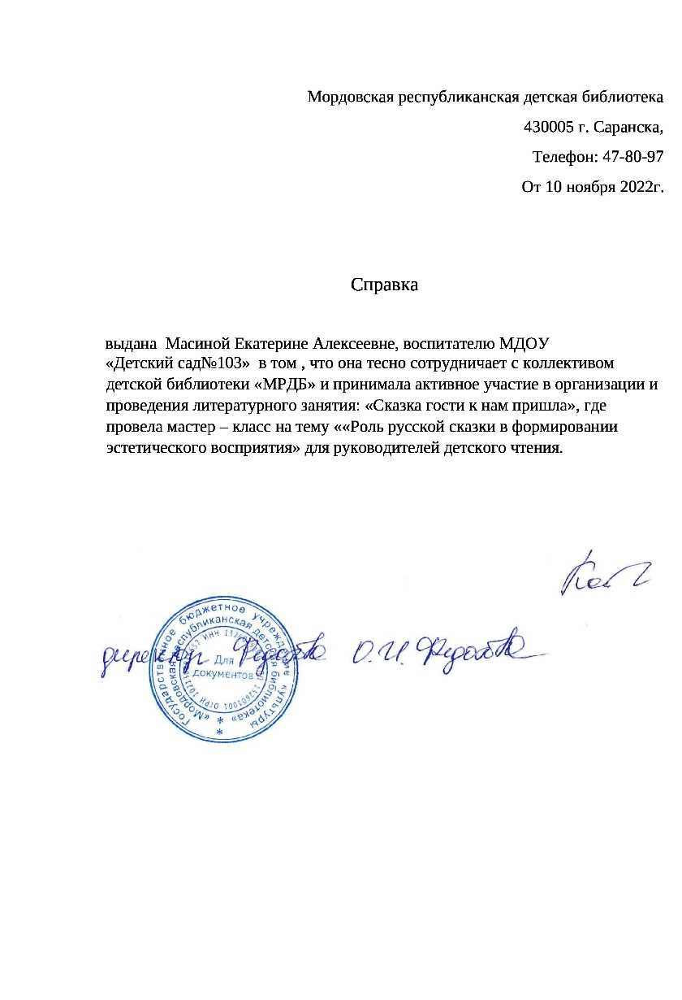 Мордовская республиканская детская библиотека
430005 г. Саранска,
Телефон: 47-80-97
От 10 ноября 2022г.
Справка
выдана  Масиной Екатерине Алексеевне, воспитателю МДОУ
«Детский сад№103»  в том , что она тесно сотрудничает с коллективом
детской библиотеки «МРДБ» и принимала активное участие в организации и
проведения литературного занятия: «Сказка гости к нам пришла», где
провела мастер – класс на тему ««Роль русской сказки в формировании
эстетического восприятия» для руководителей детского чтения.
директор О.И.
Государственное бюджетное учреждение культуры
«Мордовская республиканская детская библиотека»
Для
документов